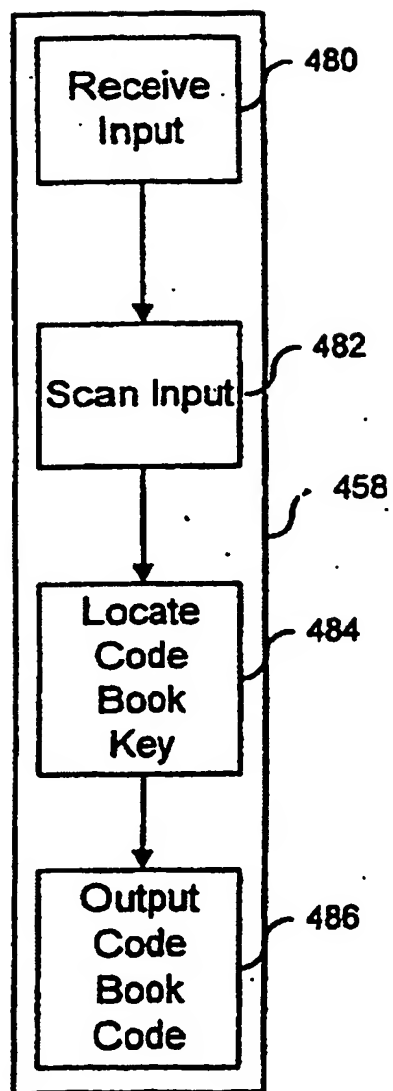 Receive
Input
480
Scan Input
482
458
Locate
Code
Book
Key
484
Output
Code
Book
Code
486